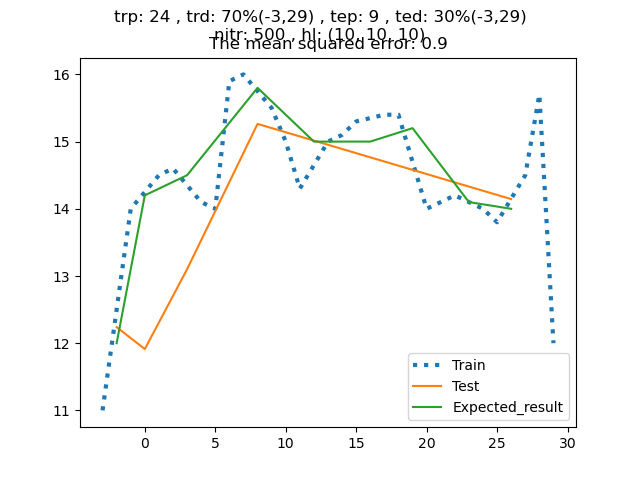 trp: 24 , trd: 70%(-3,29) , tep: 9 , ted: 30%(-3,29)
nitr: 500 , hl: (10, 10, 10)
The mean squared error: 0.9
16
15
14
13
12
11
0 5 10 15 20 25 30
Train
Test
Expected_result